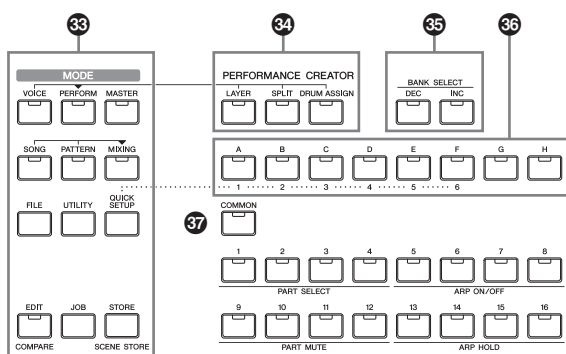 33 34 35 36
MODE PERFORMANCE CREATOR BANK SELECT
VOICE PERFORM MASTER LAYER SPLIT DRUM ASSIGN DEC INC
SONG PATTERN MIXING A B C D E F G H
1 2 3 4 5 6
FILE UTILITY QUICK SETUP 37 COMMON
1 2 3 4 5 6 7 8
PART SELECT ARP ON/OFF
EDIT JOB STORE 9 10 11 12 13 14 15 16
COMPARE SCENE STORE PART MUTE ARP HOLD